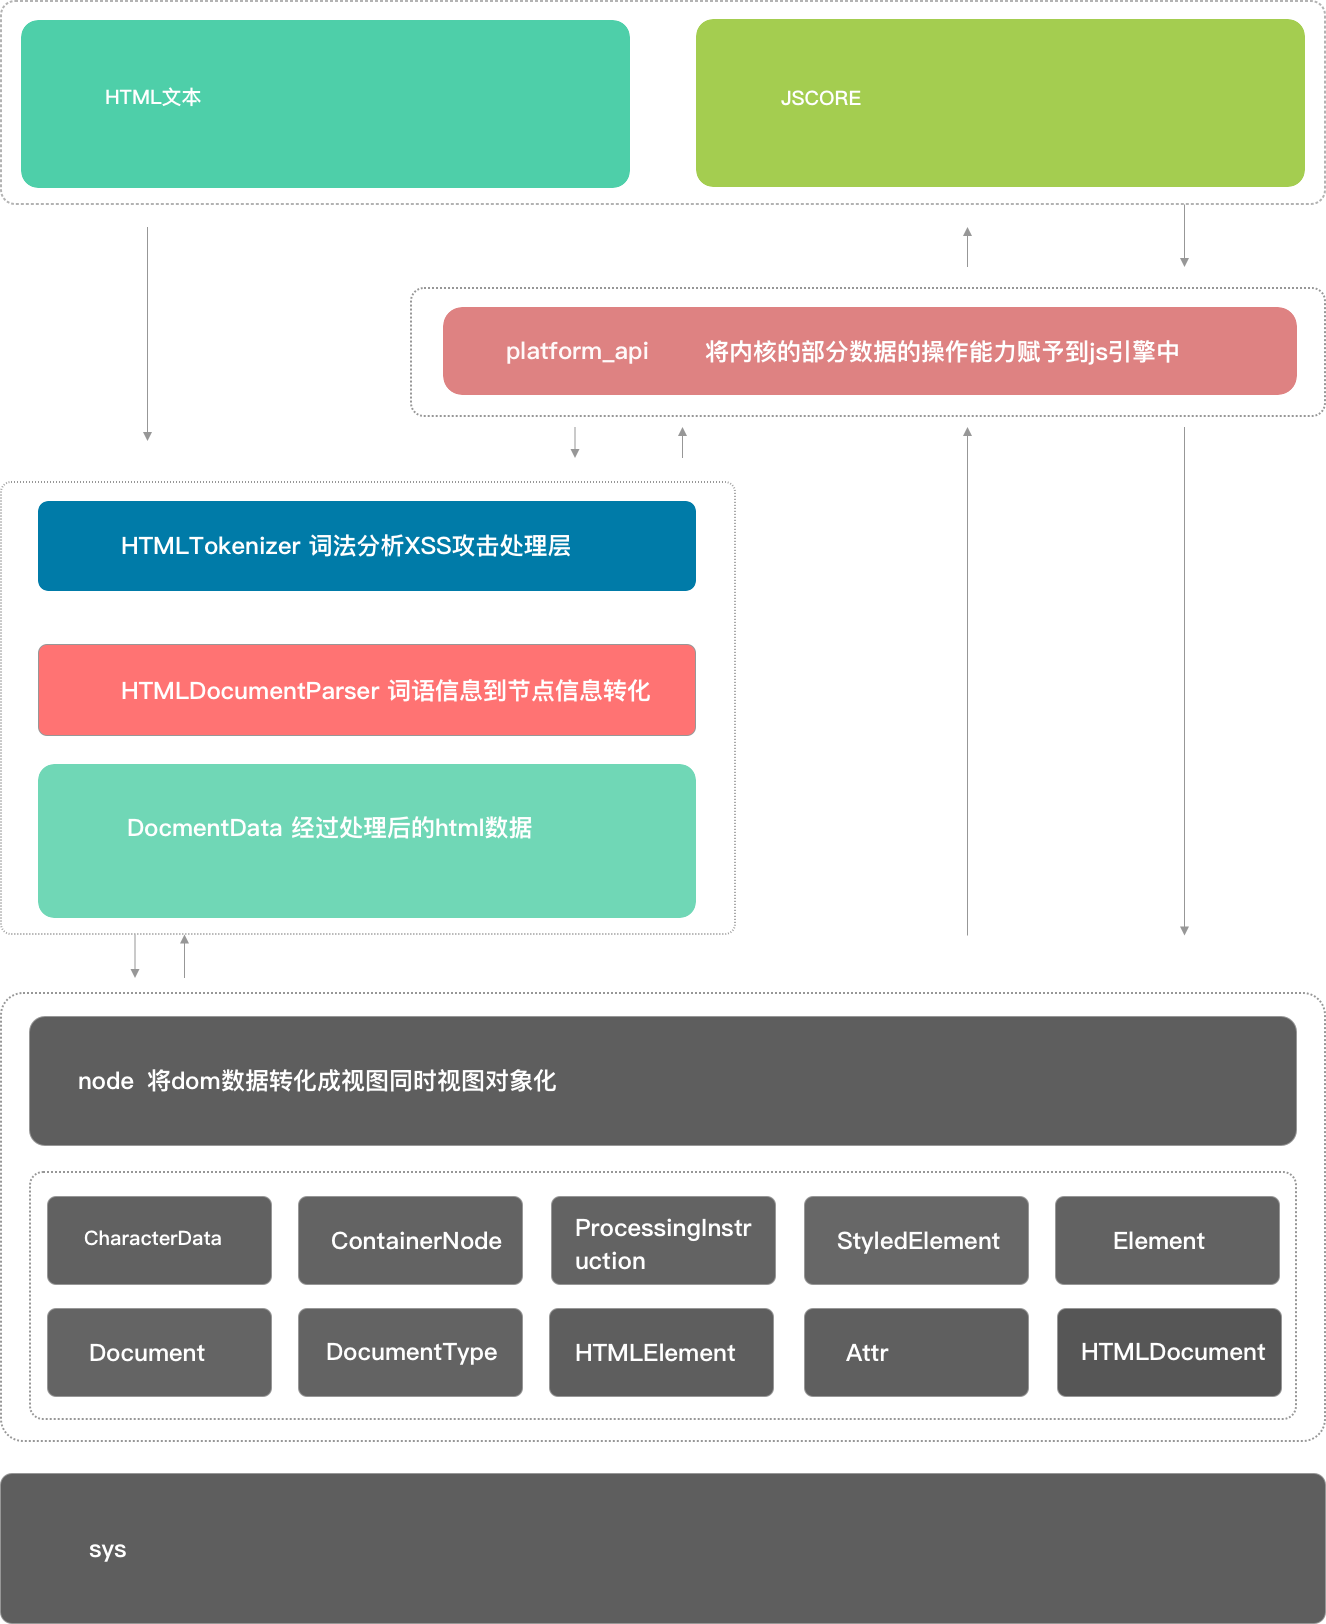 HTML文本
JSCORE
platform_api 将内核的部分数据的操作能力赋予到js引擎中
HTMLTokenizer 词法分析XSS攻击处理层
HTMLDocumentParser 词语信息到节点信息转化
DocmentData 经过处理后的html数据
node 将dom数据转化成视图同时视图对象化
CharacterData
ContainerNode
ProcessingInstr
uction
StyledElement
Element
Document
DocumentType
HTMLElement
Attr
HTMLDocument
sys